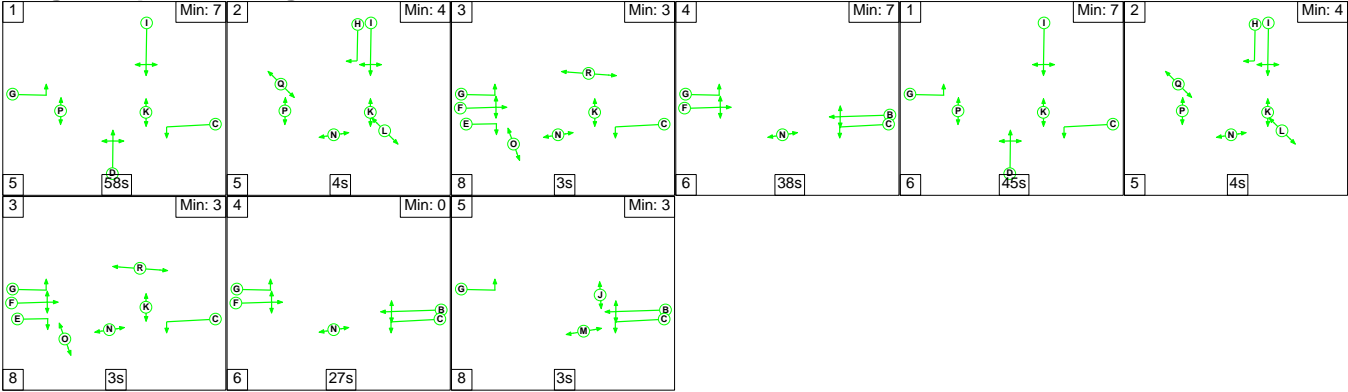 1 Min: 7
I
G
P K
C
D
5 58s
2 Min: 4
H I
Q
P K
N L
5 4s
3 Min: 3
R
G
F K
E N C
O
8 3s
4 Min: 7
G
F
B
N C
6 38s
1 Min: 7
I
G
P K
C
D
6 45s
2 Min: 4
H I
Q
P K
N L
5 4s
3 Min: 3
R
G
F K
E N C
O
8 3s
4 Min: 0
G
F
B
N C
6 27s
5 Min: 3
G
J
B
M C
8 3s